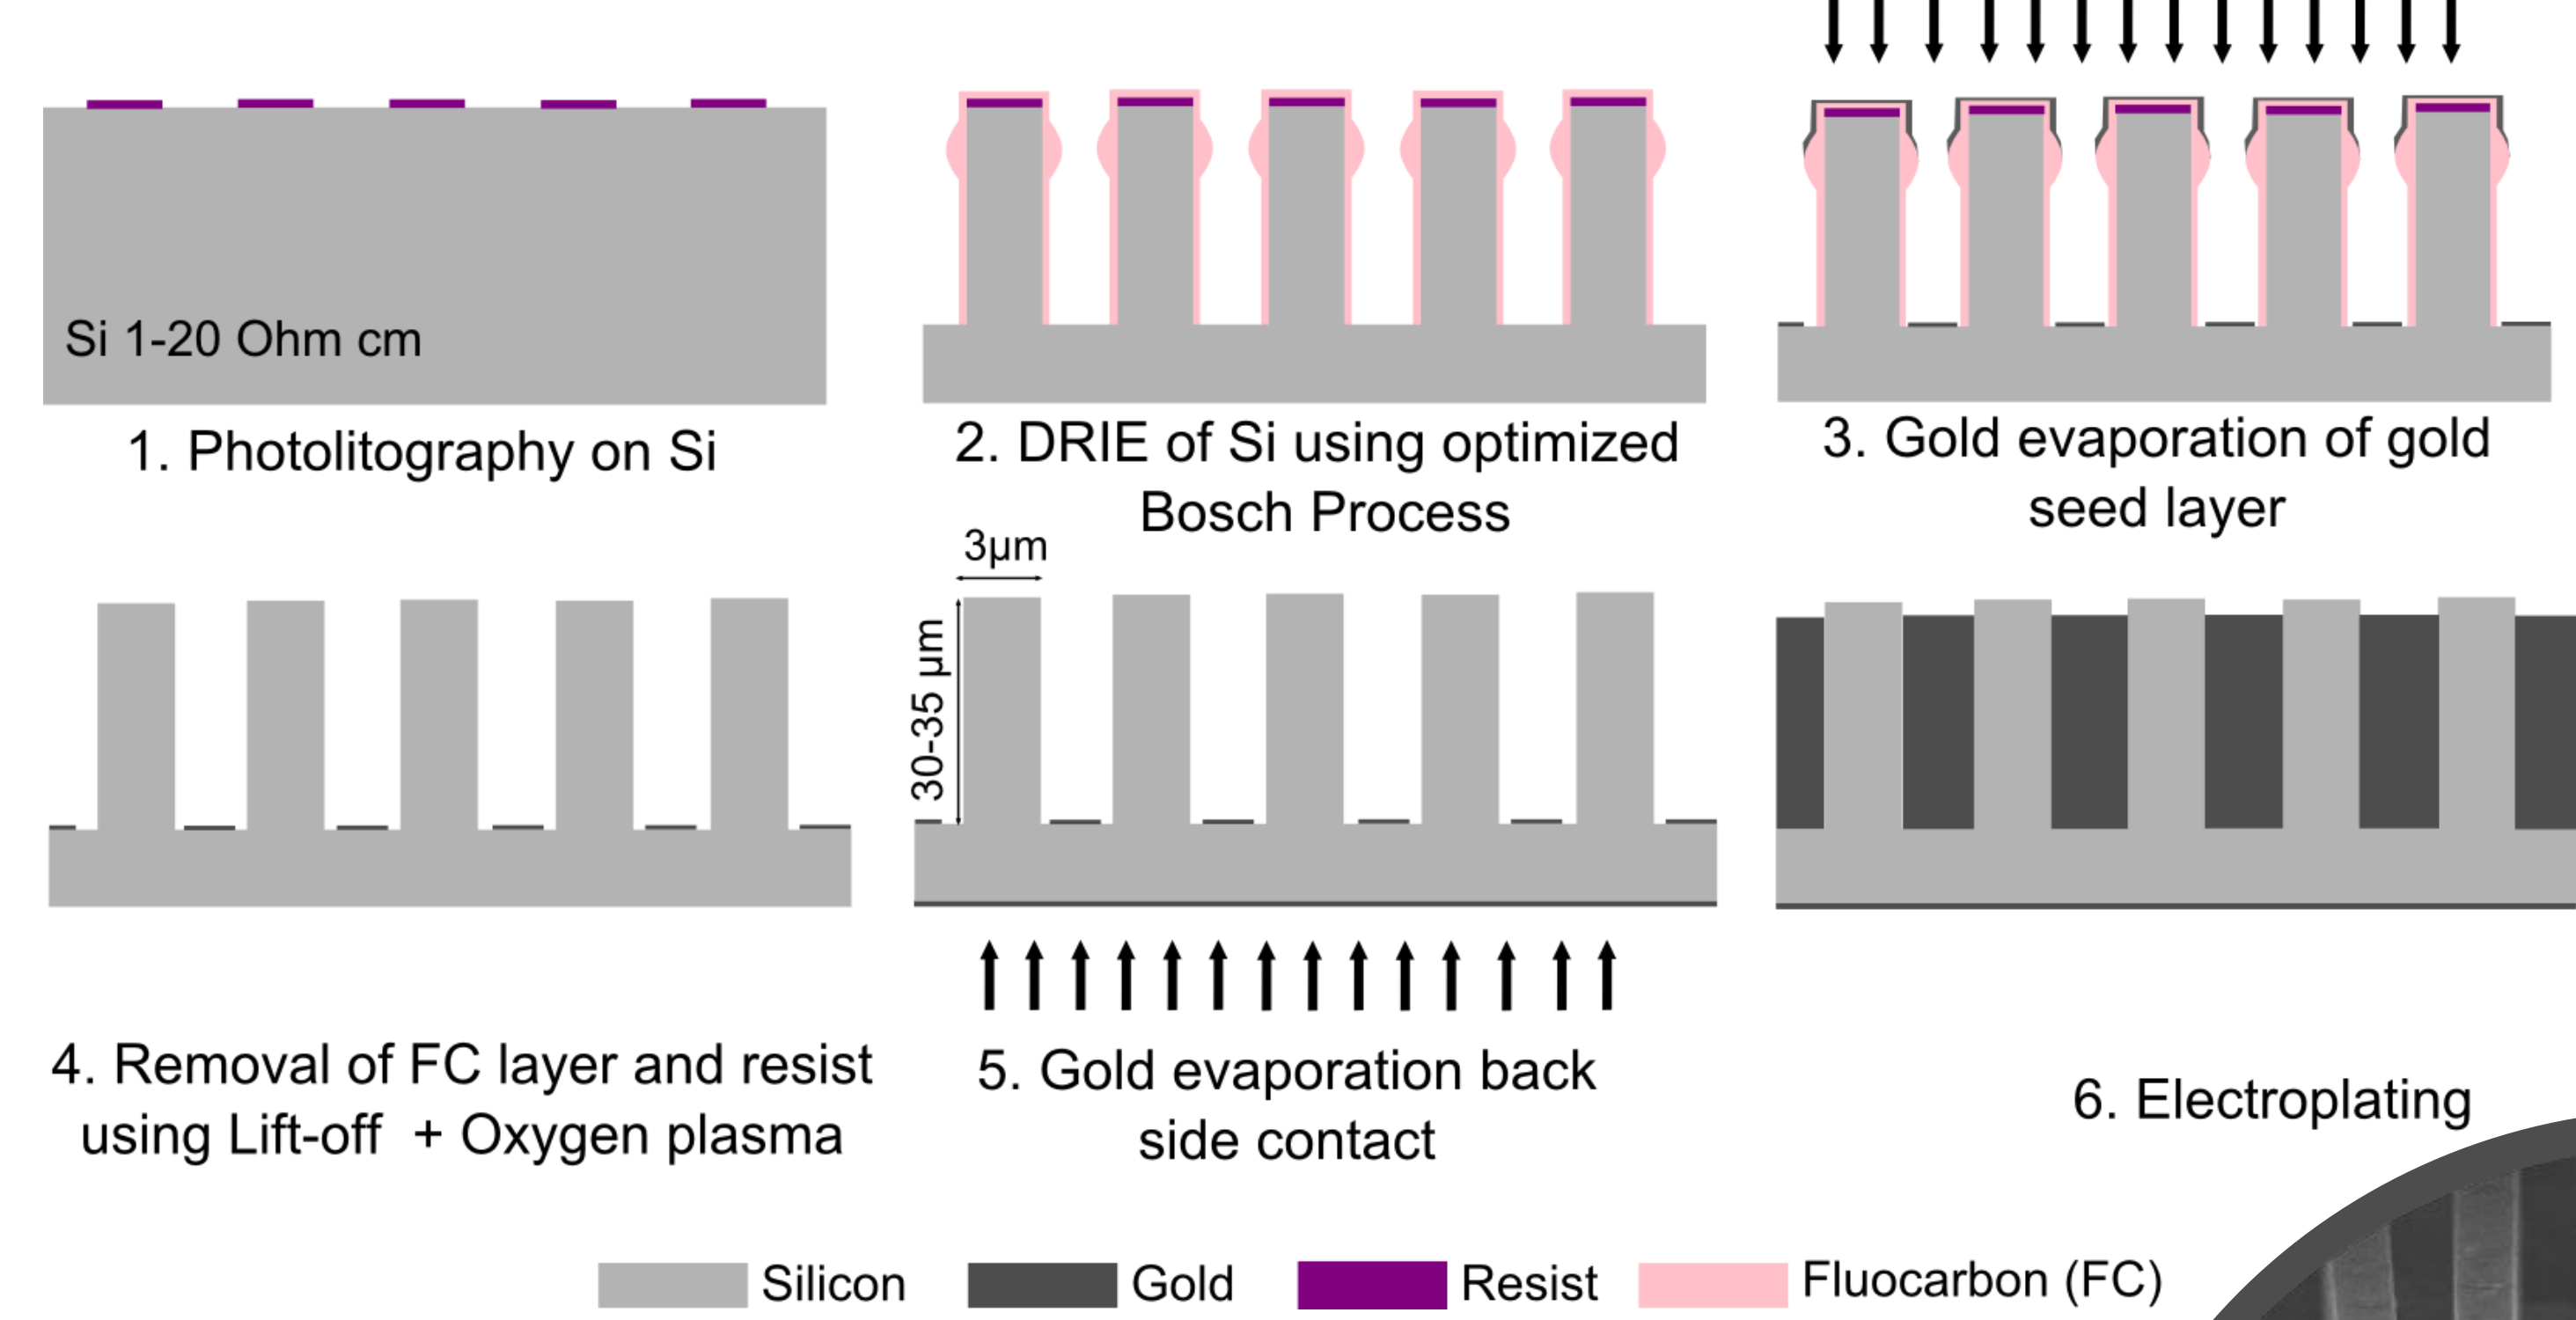 Si 1-20 Ohm cm
1. Photolitography on Si
2. DRIE of Si using optimized
Bosch Process
3. Gold evaporation of gold
seed layer
3μm
30-35 μm
4. Removal of FC layer and resist
using Lift-off + Oxygen plasma
5. Gold evaporation back
side contact
6. Electroplating
Silicon
Gold
Resist
Fluocarbon (FC)